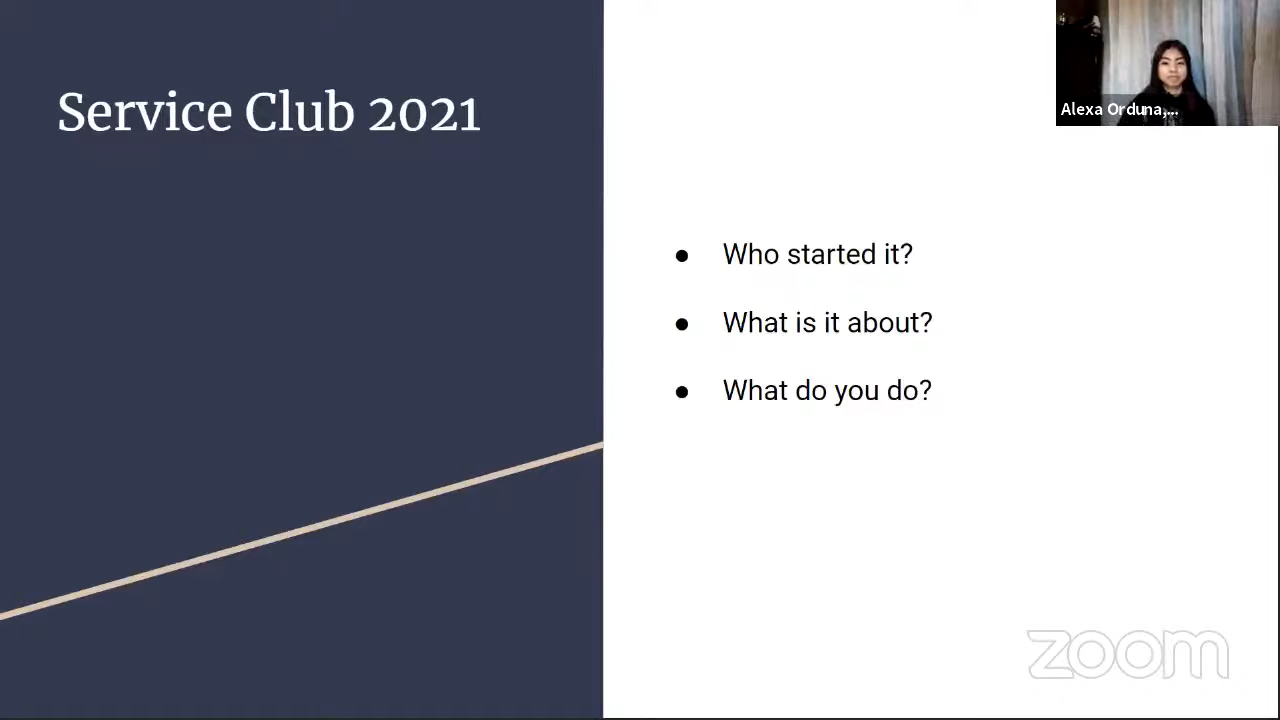 Service Club 2021
Alexa Orduna,...
● Who started it?
● What is it about?
● What do you do?
zoom